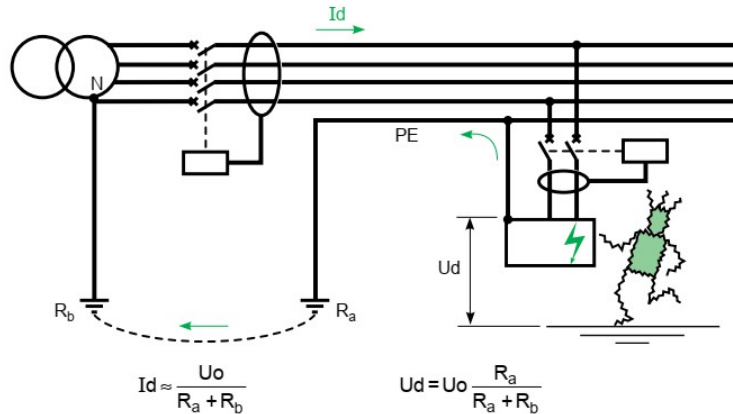 Id
N
PE
Ud
Rb
Ra
Id ≈ Uo / Ra + Rb
Ud = Uo Ra / Ra + Rb